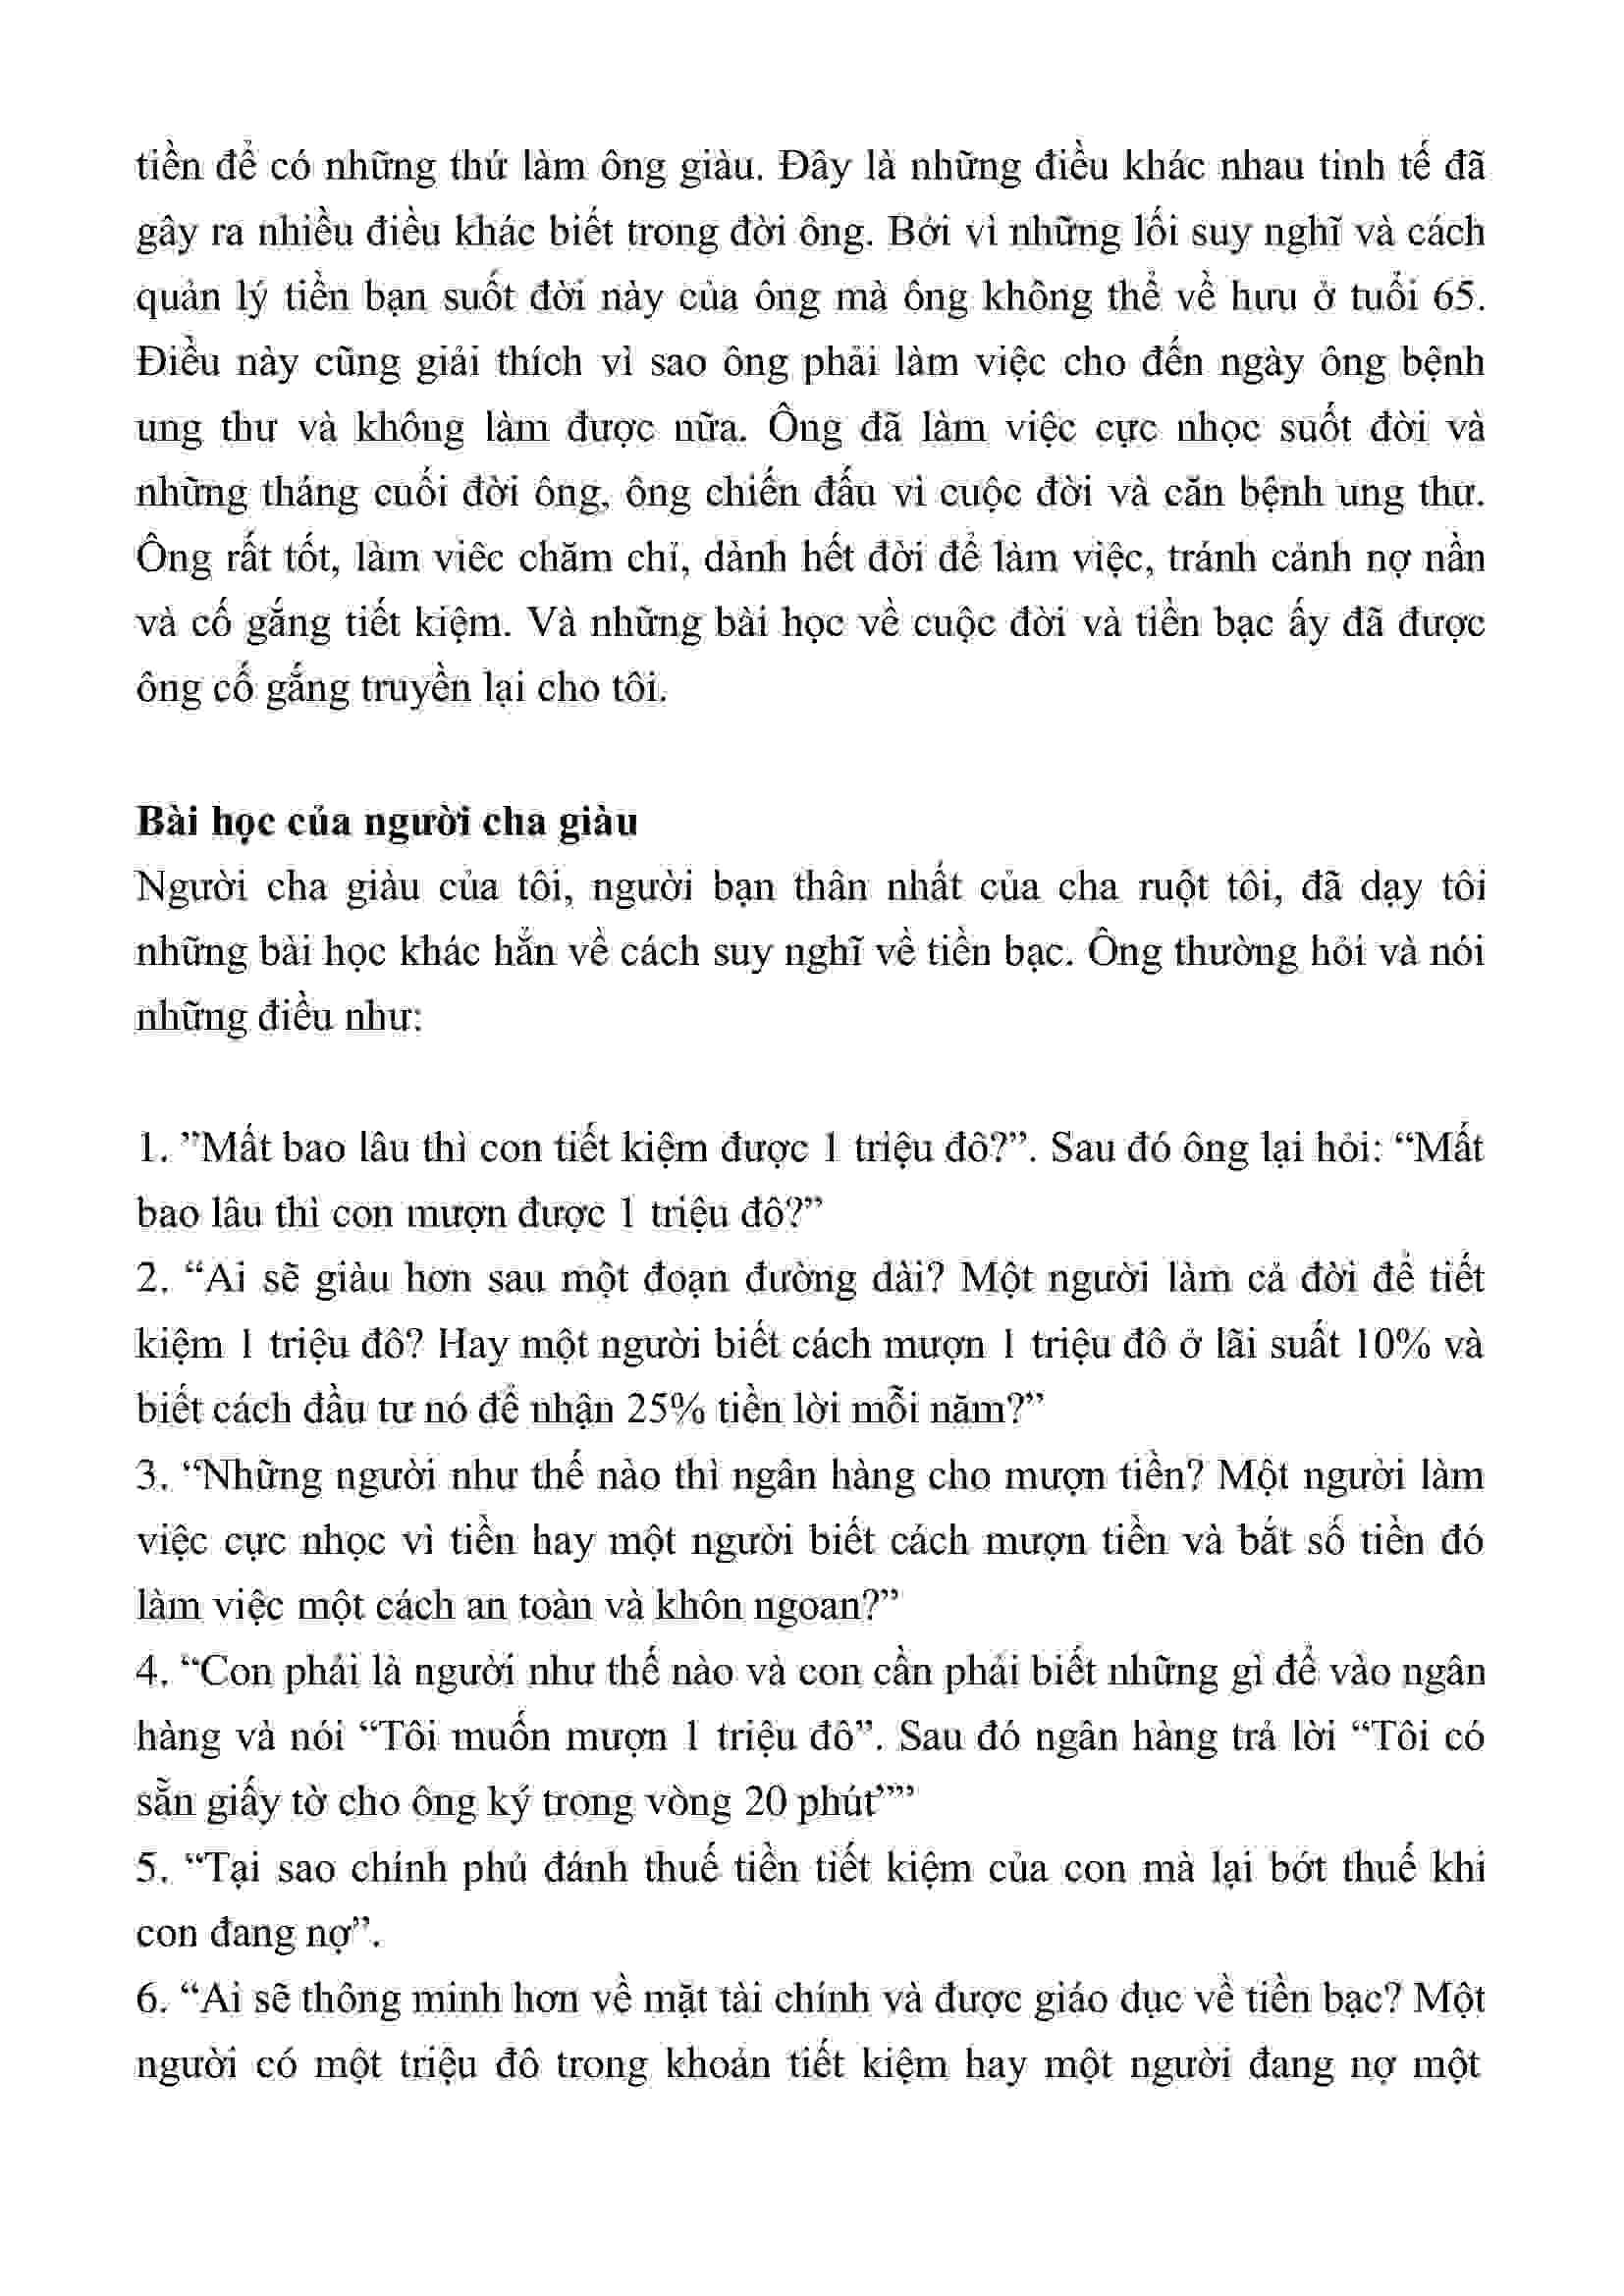 tiền để có những thứ làm ông giàu. Đây là những điều khác nhau tinh tế đã
gây ra nhiều điều khác biết trong đời ông. Bởi vì những lối suy nghĩ và cách
quản lý tiền bạn suốt đời này của ông mà ông không thể về hưu ở tuổi 65.
Điều này cũng giải thích vì sao ông phải làm việc cho đến ngày ông bệnh
ung thư và không làm được nữa. Ông đã làm việc cực nhọc suốt đời và
những tháng cuối đời ông, ông chiến đấu vì cuộc đời và căn bệnh ung thư.
Ông rất tốt, làm viêc chăm chỉ, dành hết đời để làm việc, tránh cảnh nợ nần
và cố gắng tiết kiệm. Và những bài học về cuộc đời và tiền bạc ấy đã được
ông cố gắng truyền lại cho tôi.
Bài học của người cha giàu
Người cha giàu của tôi, người bạn thân nhất của cha ruột tôi, đã dạy tôi
những bài học khác hẳn về cách suy nghĩ về tiền bạc. Ông thường hỏi và nói
những điều như:
1. ”Mất bao lâu thì con tiết kiệm được 1 triệu đô?”. Sau đó ông lại hỏi: “Mất
bao lâu thì con mượn được 1 triệu đô?”
2. “Ai sẽ giàu hơn sau một đoạn đường dài? Một người làm cả đời để tiết
kiệm 1 triệu đô? Hay một người biết cách mượn 1 triệu đô ở lãi suất 10% và
biết cách đầu tư nó để nhận 25% tiền lời mỗi năm?”
3. “Những người như thế nào thì ngân hàng cho mượn tiền? Một người làm
việc cực nhọc vì tiền hay một người biết cách mượn tiền và bắt số tiền đó
làm việc một cách an toàn và khôn ngoan?”
4. “Con phải là người như thế nào và con cần phải biết những gì để vào ngân
hàng và nói “Tôi muốn mượn 1 triệu đô”. Sau đó ngân hàng trả lời “Tôi có
sẵn giấy tờ cho ông ký trong vòng 20 phút””
5. “Tại sao chính phủ đánh thuế tiền tiết kiệm của con mà lại bớt thuế khi
con đang nợ”.
6. “Ai sẽ thông minh hơn về mặt tài chính và được giáo dục về tiền bạc? Một
người có một triệu đô trong khoản tiết kiệm hay một người đang nợ một